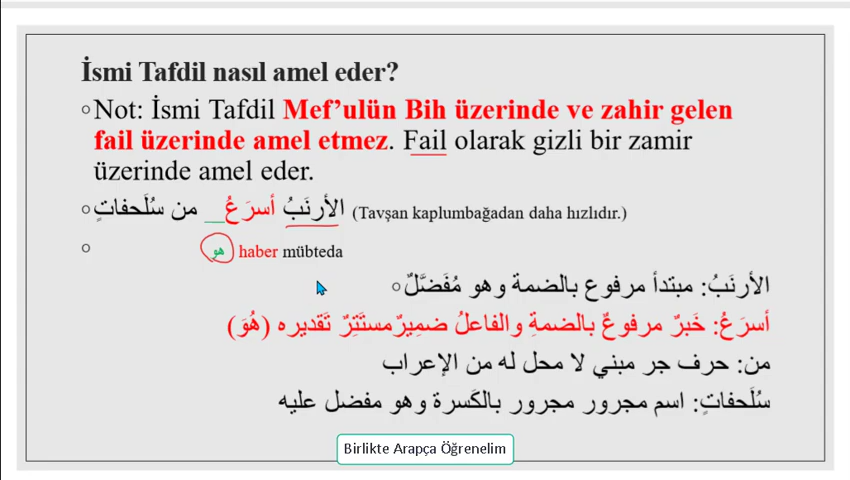 İsmi Tafdil nasıl amel eder?
Not: İsmi Tafdil Mef’ulün Bih üzerinde ve zahir gelen
fail üzerinde amel etmez. Fail olarak gizli bir zamir
üzerinde amel eder.
الأرنَبُ أسرَعُ_ من سُلَحفاتٍ (Tavşan kaplumbağadan daha hızlıdır.)
هو haber mübteda
الأرنَبُ: مبتدأ مرفوع بالضمة وهو مُفَضَّلٌ
أسرَعُ: خَبرٌ مرفوعٌ بالضمةِ والفاعلُ ضميرٌ مستَتِرٌ تَقديره (هُوَ)
من: حرف جر مبني لا محل له من الإعراب
سُلَحفاتٍ: اسم مجرور مجرور بالكَسرة وهو مفضل عليه
Birlikte Arapça Öğrenelim